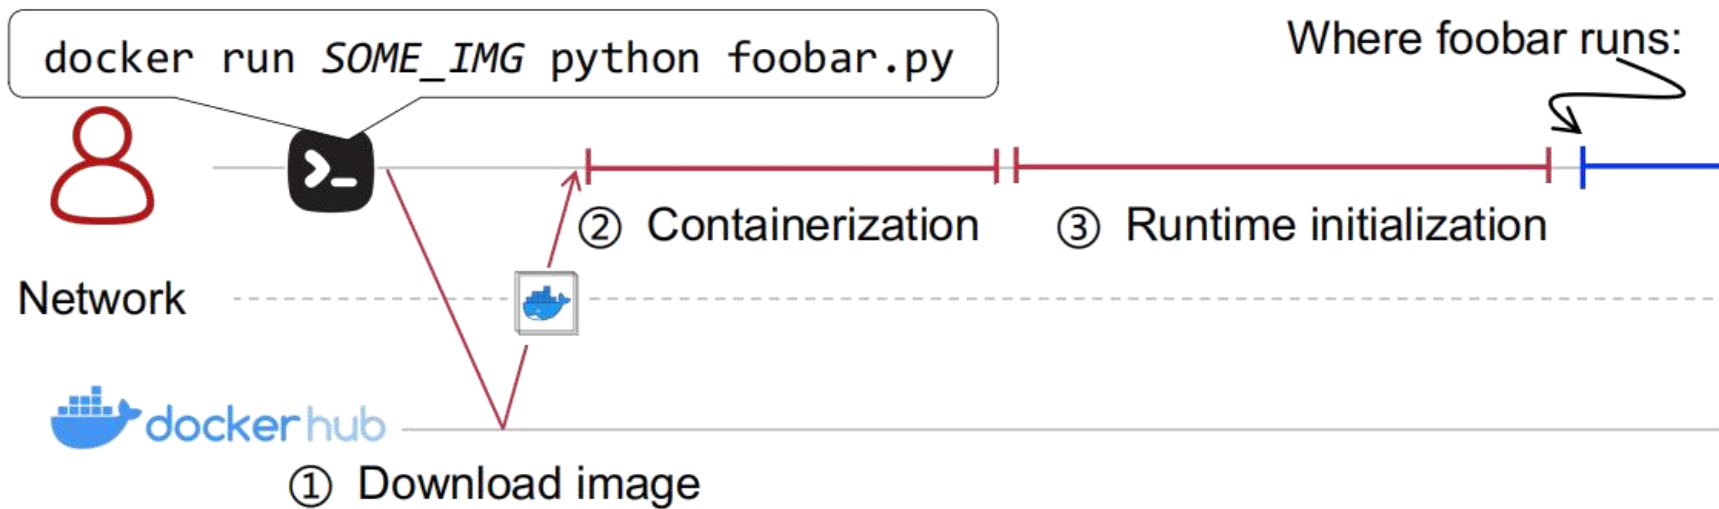 docker run SOME_IMG python foobar.py
Where foobar runs:
② Containerization
③ Runtime initialization
Network
dockerhub
① Download image